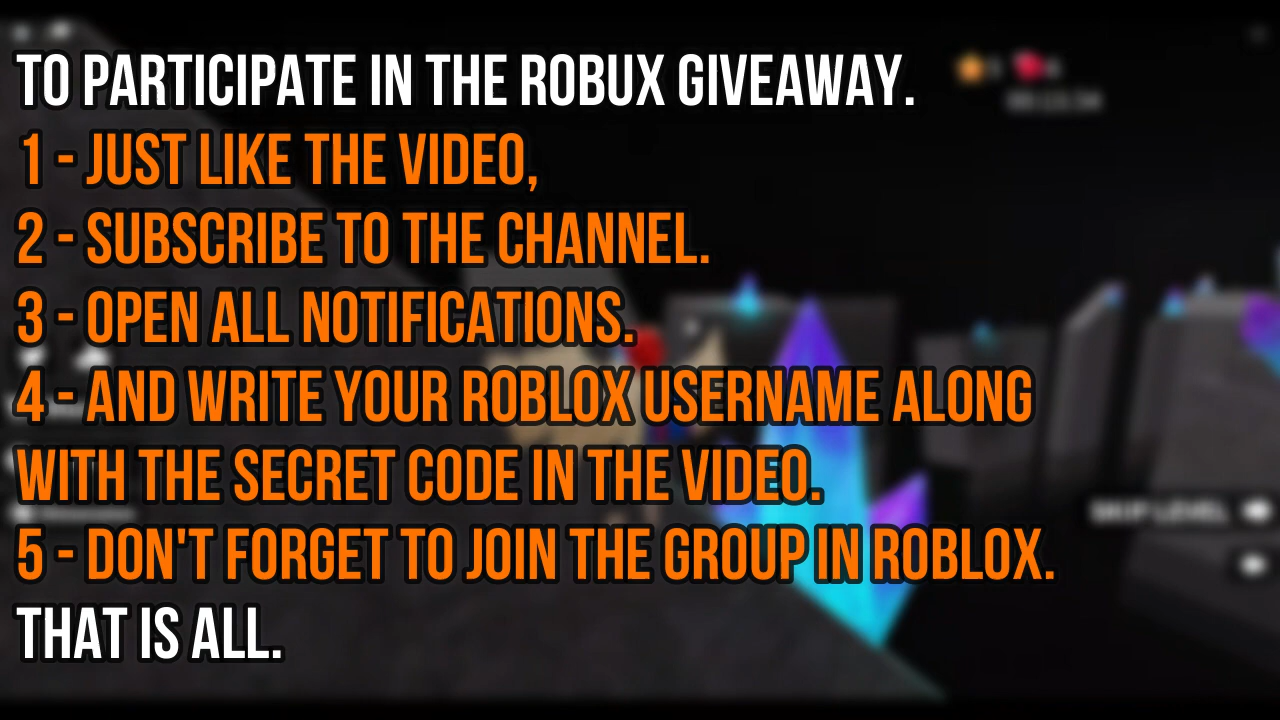 TO PARTICIPATE IN THE ROBUX GIVEAWAY.
1 - JUST LIKE THE VIDEO,
2 - SUBSCRIBE TO THE CHANNEL.
3 - OPEN ALL NOTIFICATIONS.
4 - AND WRITE YOUR ROBLOX USERNAME ALONG
WITH THE SECRET CODE IN THE VIDEO.
5 - DON'T FORGET TO JOIN THE GROUP IN ROBLOX.
THAT IS ALL.
SKIP LEVEL